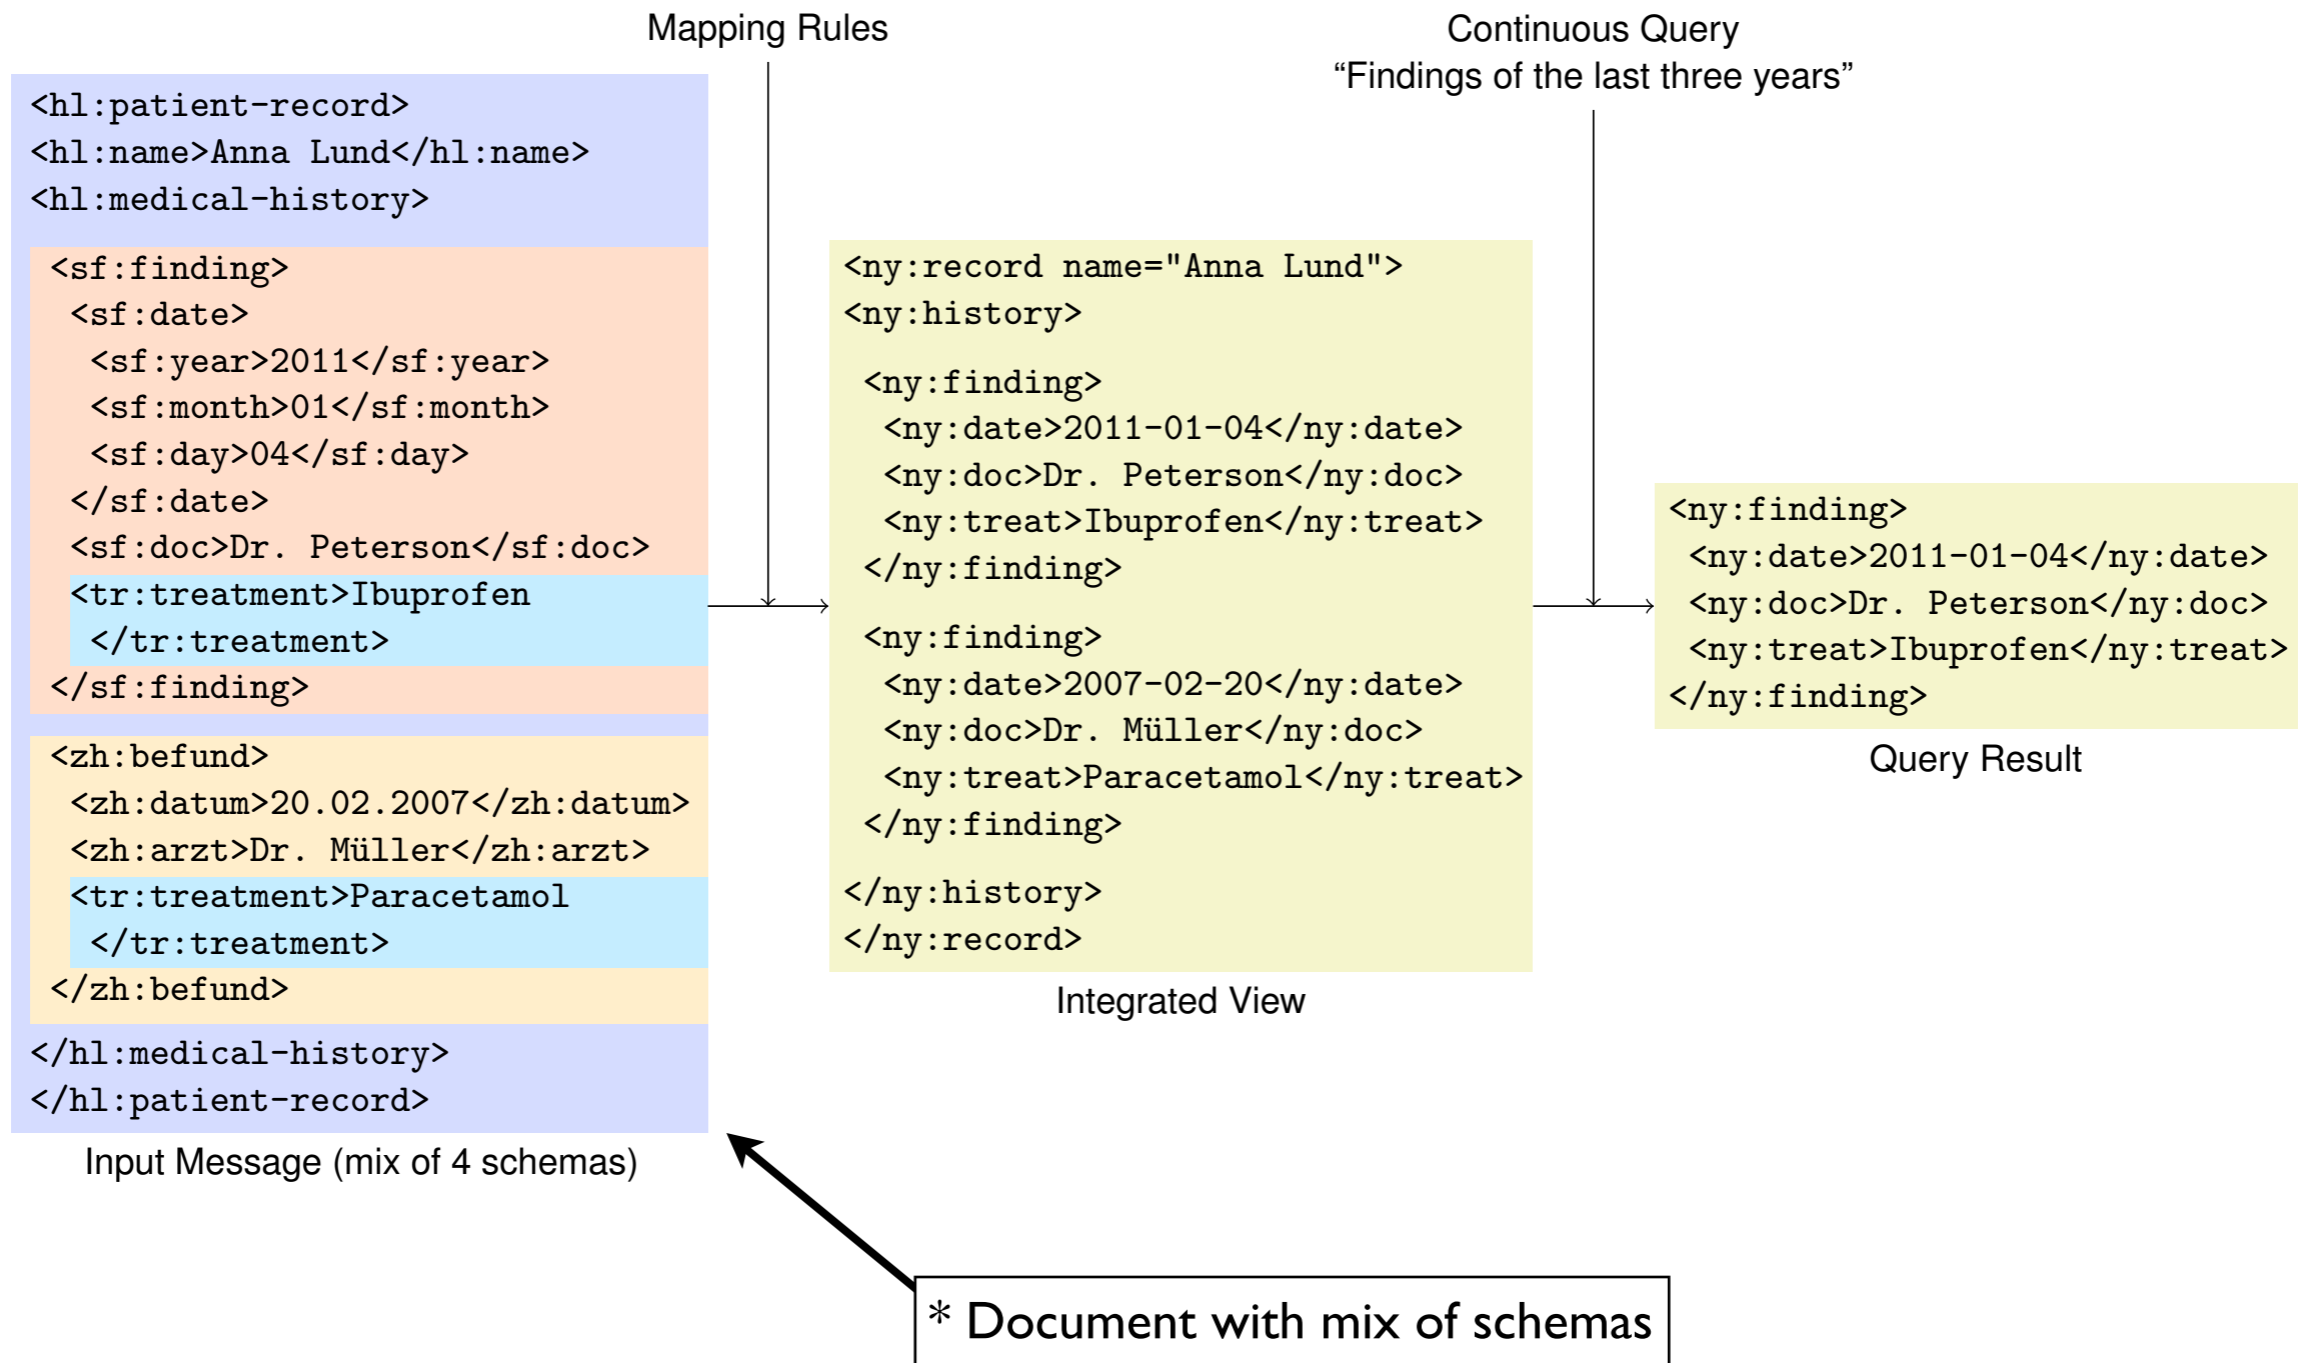 Mapping Rules
Continuous Query
“Findings of the last three years”
<hl:patient-record>
<hl:name>Anna Lund</hl:name>
<hl:medical-history>
<sf:finding>
<sf:date>
<sf:year>2011</sf:year>
<sf:month>01</sf:month>
<sf:day>04</sf:day>
</sf:date>
<sf:doc>Dr. Peterson</sf:doc>
<tr:treatment>Ibuprofen
</tr:treatment>
</sf:finding>
<zh:befund>
<zh:datum>20.02.2007</zh:datum>
<zh:arzt>Dr. Müller</zh:arzt>
<tr:treatment>Paracetamol
</tr:treatment>
</zh:befund>
</hl:medical-history>
</hl:patient-record>
Input Message (mix of 4 schemas)
<ny:record name="Anna Lund">
<ny:history>
<ny:finding>
<ny:date>2011-01-04</ny:date>
<ny:doc>Dr. Peterson</ny:doc>
<ny:treat>Ibuprofen</ny:treat>
</ny:finding>
<ny:finding>
<ny:date>2007-02-20</ny:date>
<ny:doc>Dr. Müller</ny:doc>
<ny:treat>Paracetamol</ny:treat>
</ny:finding>
</ny:history>
</ny:record>
Integrated View
<ny:finding>
<ny:date>2011-01-04</ny:date>
<ny:doc>Dr. Peterson</ny:doc>
<ny:treat>Ibuprofen</ny:treat>
</ny:finding>
Query Result
* Document with mix of schemas